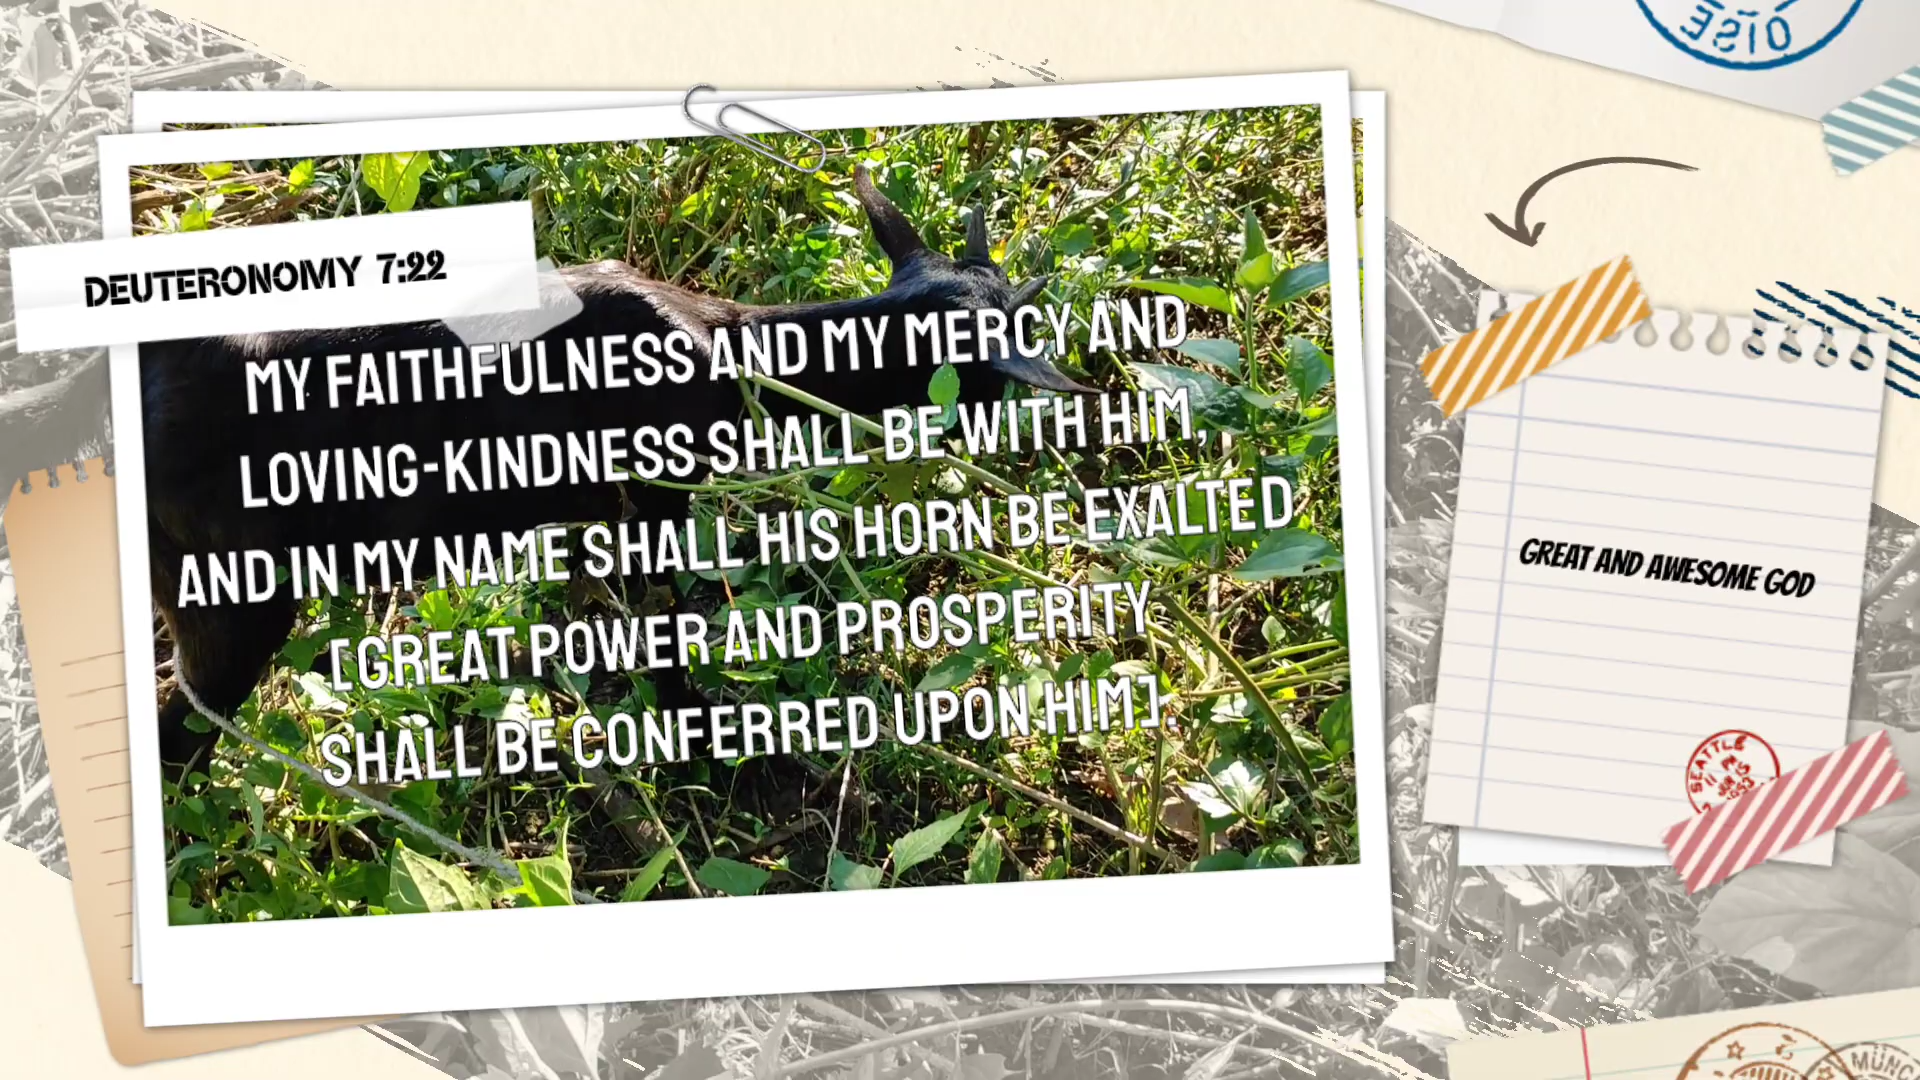 DEUTERONOMY 7:22
MY FAITHFULNESS AND MY MERCY AND
LOVING-KINDNESS SHALL BE WITH HIM,
AND IN MY NAME SHALL HIS HORN BE EXALTED
[GREAT POWER AND PROSPERITY
SHALL BE CONFERRED UPON HIM].
GREAT AND AWESOME GOD
SEATTLE